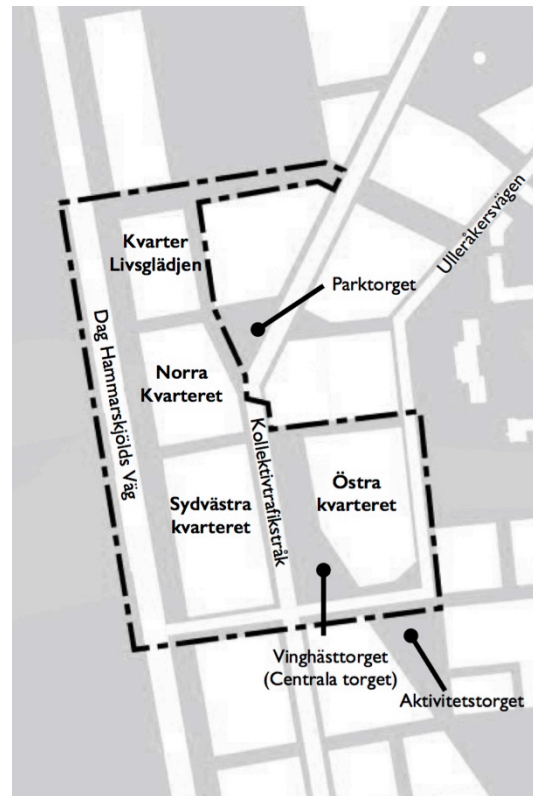 Kvarter
Livsglädjen
Ulleråkersvägen
Parktorget
Dag Hammarskjölds Väg
Norra
Kvarteret
Kollektivtrafikstråk
Sydvästra
kvarteret
Östra
kvarteret
Vinghästtorget
(Centrala torget)
Aktivitetstorget